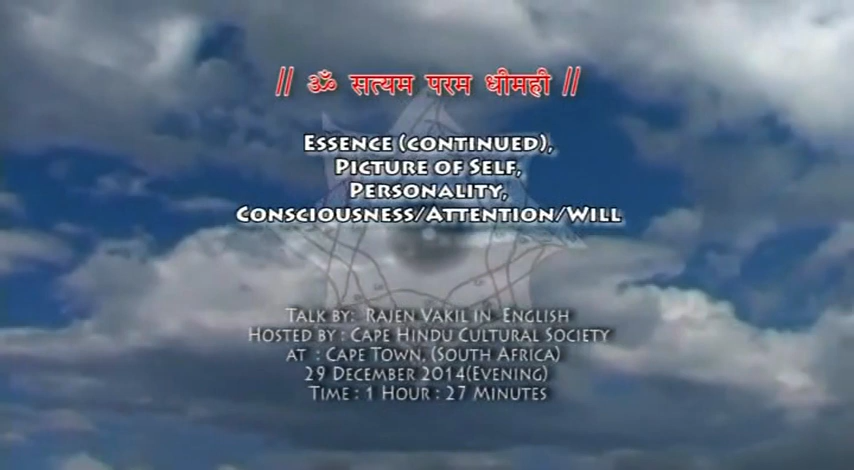 // ॐ सत्यम परम धीमही //
Essence (continued),
Picture of Self,
Personality,
Consciousness/Attention/Will
Talk by: Rajen Vakil in English
Hosted by : Cape Hindu Cultural Society
at : Cape Town, (South Africa)
29 December 2014(Evening)
Time : 1 Hour : 27 Minutes